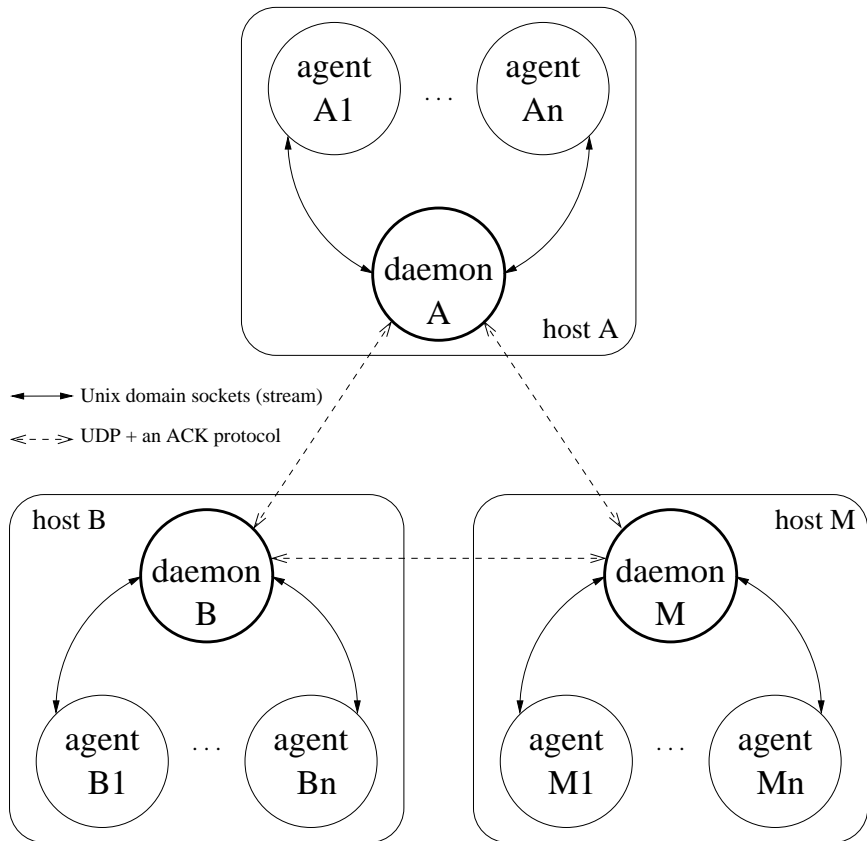 agent
A1
. . .
agent
An
daemon
A
host A
Unix domain sockets (stream)
UDP + an ACK protocol
host B
daemon
B
agent
B1
. . .
agent
Bn
host M
daemon
M
agent
M1
. . .
agent
Mn